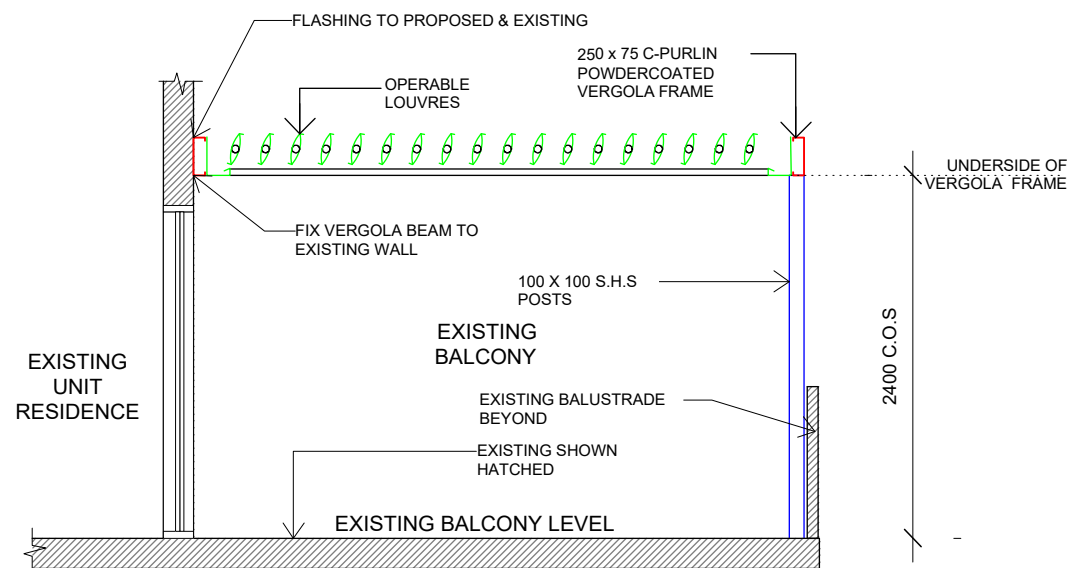 FLASHING TO PROPOSED & EXISTING
250 x 75 C-PURLIN
POWDERCOATED
VERGOLA FRAME
OPERABLE
LOUVRES
UNDERSIDE OF
VERGOLA FRAME
FIX VERGOLA BEAM TO
EXISTING WALL
100 X 100 S.H.S
POSTS
EXISTING
BALCONY
EXISTING
UNIT
RESIDENCE
2400 C.O.S
EXISTING BALUSTRADE
BEYOND
EXISTING SHOWN
HATCHED
EXISTING BALCONY LEVEL